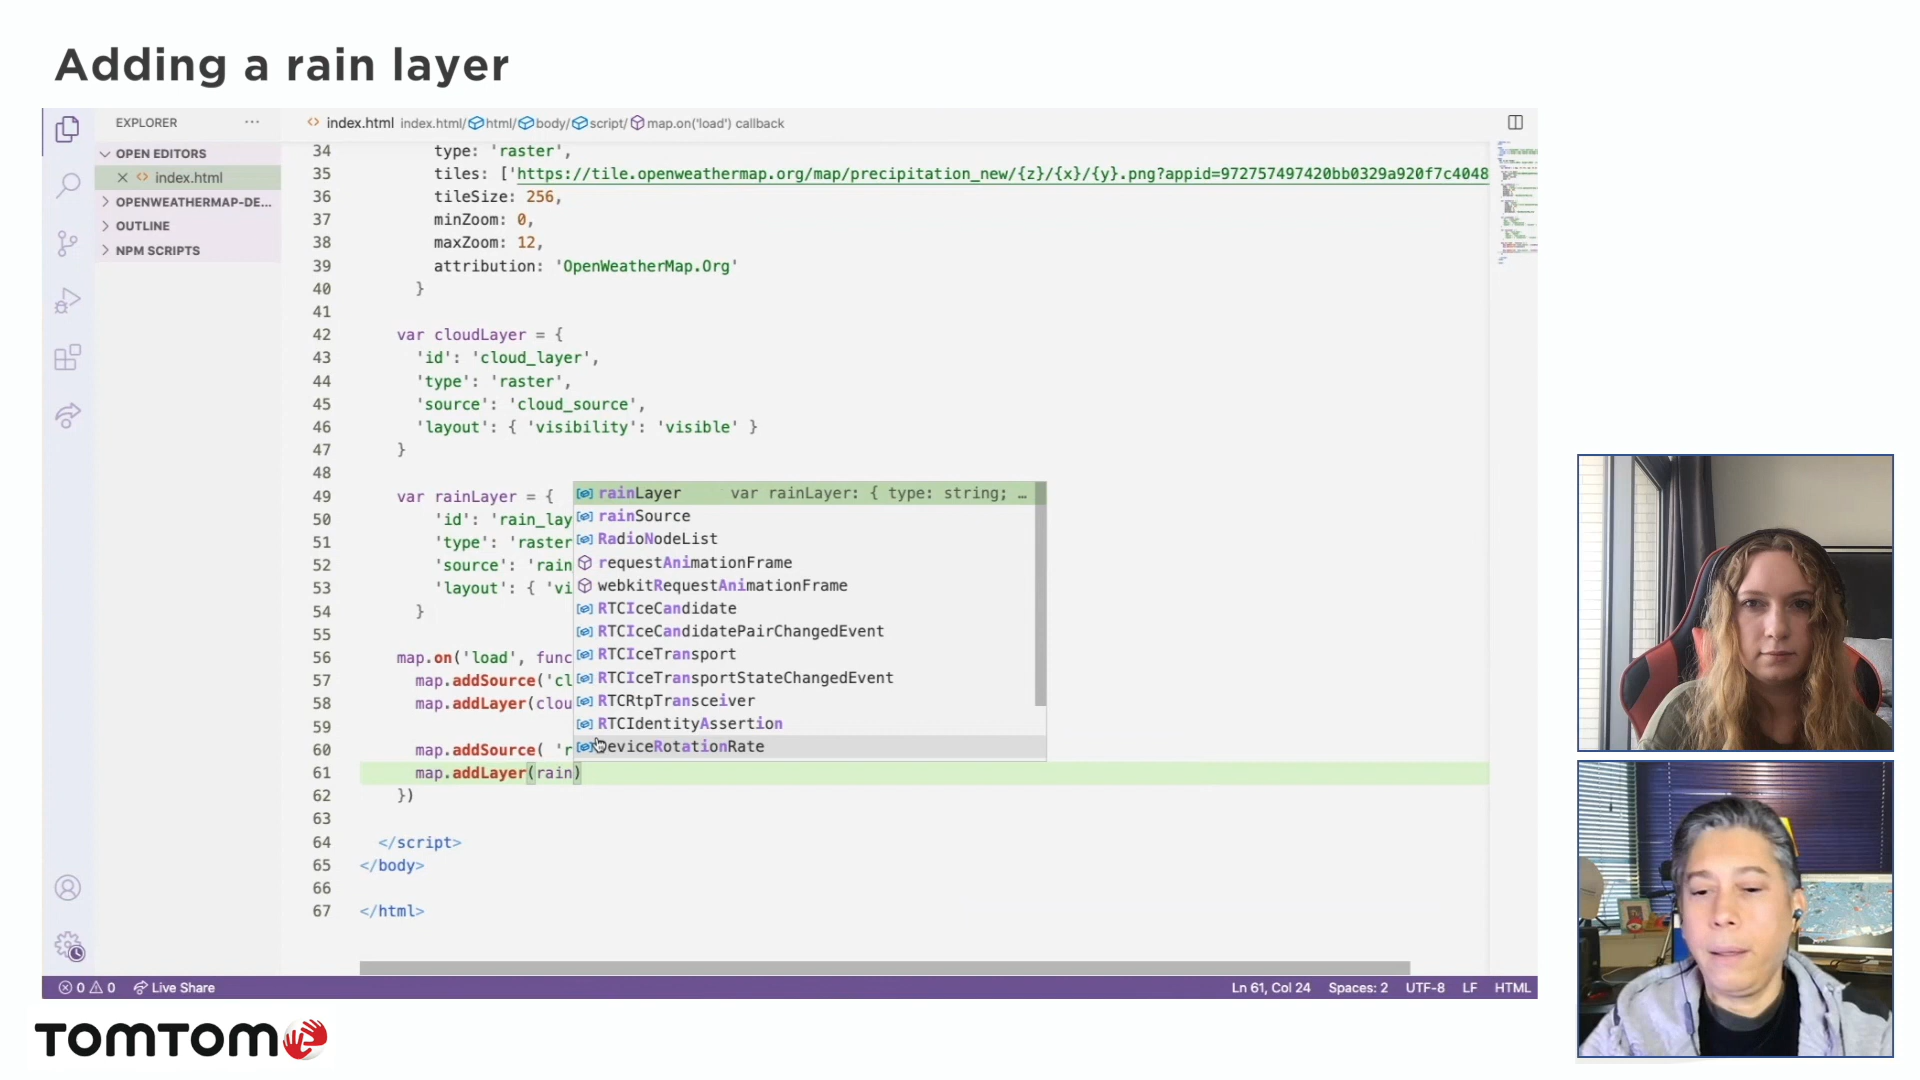 Adding a rain layer
EXPLORER ...
OPEN EDITORS
index.html
OPENWEATHERMAP-DE...
OUTLINE
NPM SCRIPTS
index.html index.html/ html/ body/ script/ map.on('load') callback
34 type: 'raster',
35 tiles: ['https://tile.openweathermap.org/map/precipitation_new/{z}/{x}/{y}.png?appid=972757497420bb0329a920f7c4048
36 tileSize: 256,
37 minZoom: 0,
38 maxZoom: 12,
39 attribution: 'OpenWeatherMap.Org'
40 }
41
42 var cloudLayer = {
43 'id': 'cloud_layer',
44 'type': 'raster',
45 'source': 'cloud_source',
46 'layout': { 'visibility': 'visible' }
47 }
48
49 var rainLayer = {
50 'id': 'rain_lay
51 'type': 'raster
52 'source': 'rain
53 'layout': { 'vi
54 }
55
56 map.on('load', func
57 map.addSource('cl
58 map.addLayer(clou
59
60 map.addSource( 'r
61 map.addLayer(rain)
62 })
63
64 </script>
65 </body>
66
67 </html>
rainLayer var rainLayer: { type: string; …
rainSource
RadioNodeList
requestAnimationFrame
webkitRequestAnimationFrame
RTCIceCandidate
RTCIceCandidatePairChangedEvent
RTCIceTransport
RTCIceTransportStateChangedEvent
RTCRtpTransceiver
RTCIdentityAssertion
DeviceRotationRate
0 0 Live Share
Ln 61, Col 24 Spaces: 2 UTF-8 LF HTML
TOMTOM